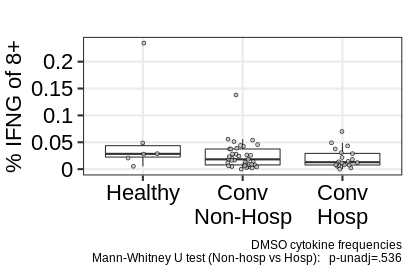 % IFNG of 8+
0.2
0.15
0.1
0.05
0
Healthy
Conv
Non-Hosp
Conv
Hosp
DMSO cytokine frequencies
Mann-Whitney U test (Non-hosp vs Hosp): p-unadj=.536